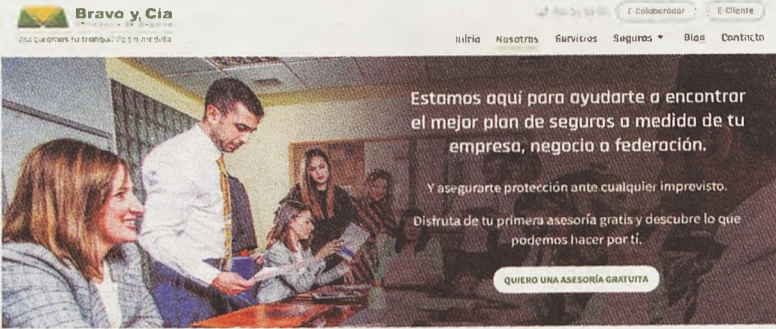 Bravo y Cía
E-Colaborador
E-Cliente
Aseguramos tu tranquilidad a medida
Inicio Nosotros Servicios Seguros Blog Contacto
Estamos aquí para ayudarte a encontrar
el mejor plan de seguros a medida de tu
empresa, negocio o federación.
Y asegurarte protección ante cualquier imprevisto.
Disfruta de tu primera asesoría gratis y descubre lo que
podemos hacer por ti.
QUIERO UNA ASESORÍA GRATUITA